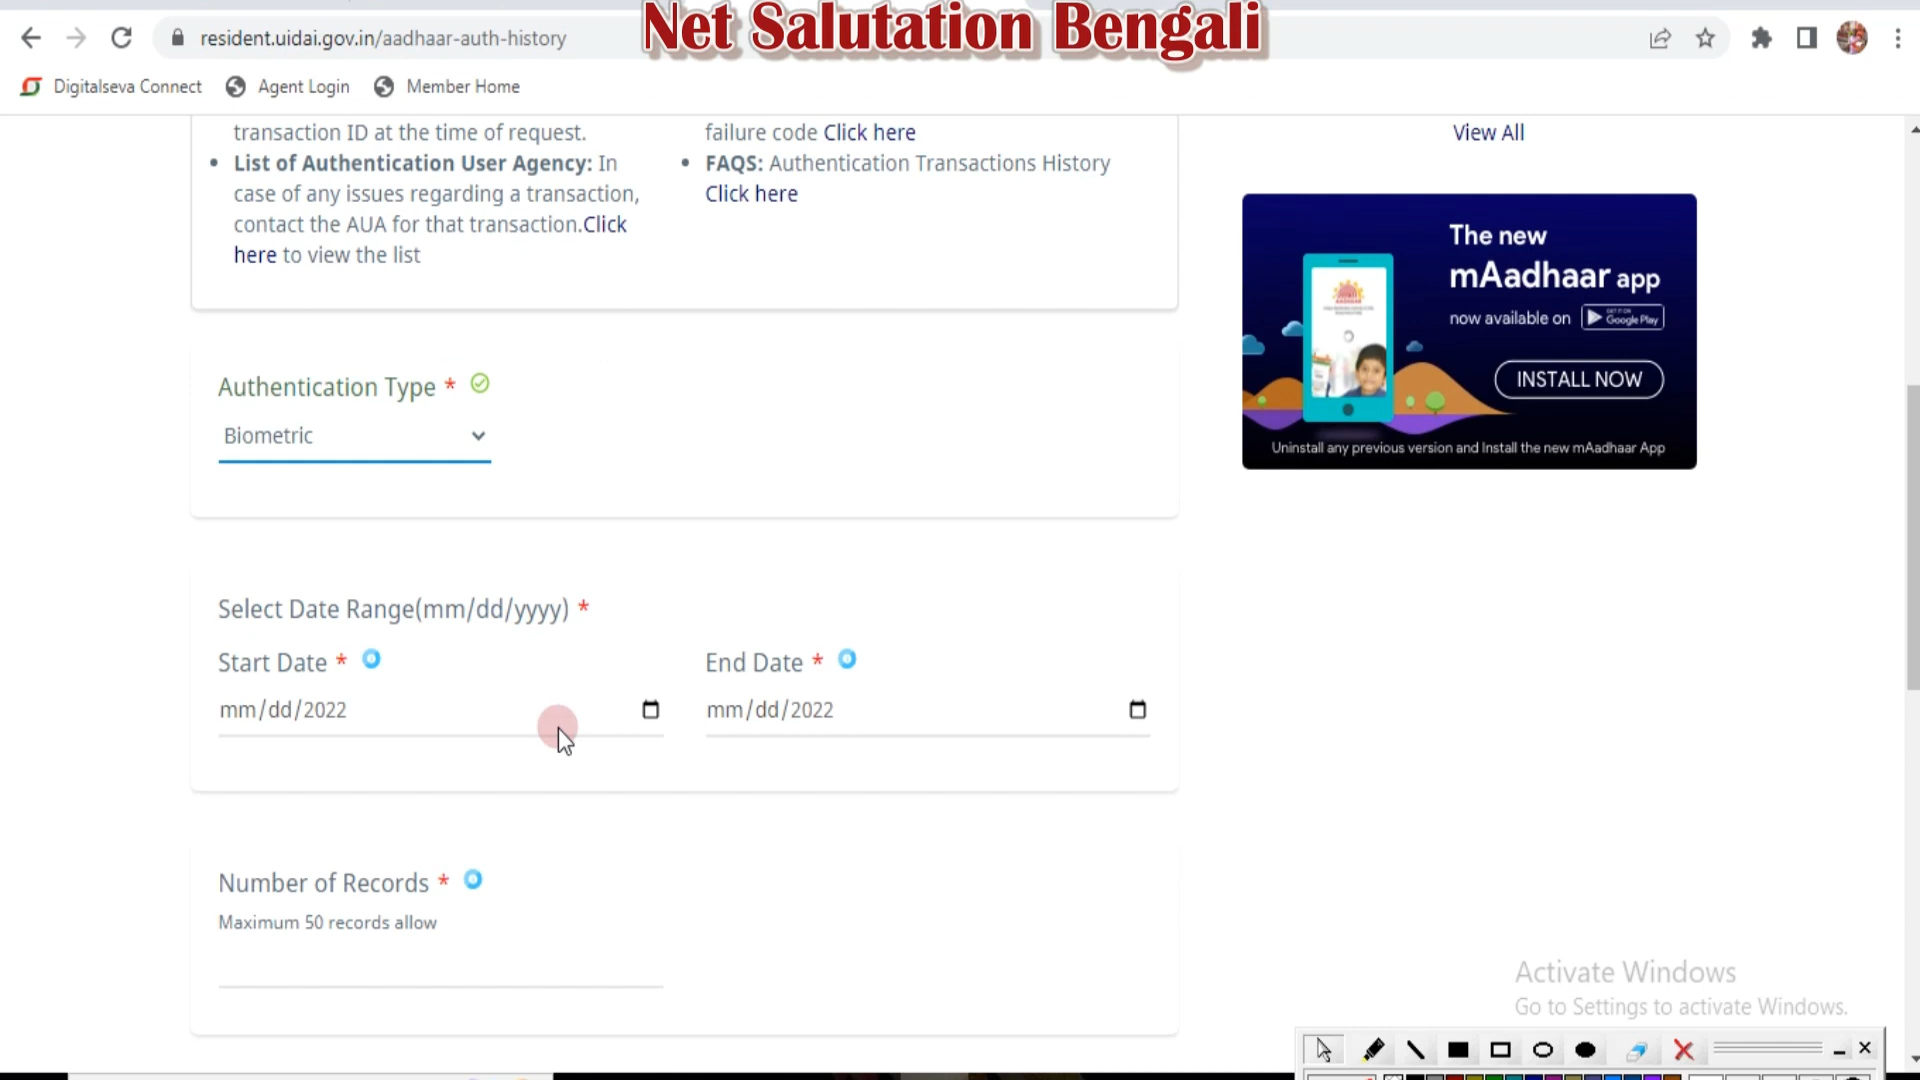 Net Salutation Bengali
resident.uidai.gov.in/aadhaar-auth-history
Digitalseva Connect
Agent Login
Member Home
transaction ID at the time of request.
List of Authentication User Agency: In
case of any issues regarding a transaction,
contact the AUA for that transaction.Click
here to view the list
failure code Click here
FAQS: Authentication Transactions History
Click here
View All
The new
mAadhaar app
now available on
GET IT ON
Google Play
INSTALL NOW
Uninstall any previous version and Install the new mAadhaar App
Authentication Type *
Biometric
Select Date Range(mm/dd/yyyy) *
Start Date *
End Date *
mm/dd/2022
mm/dd/2022
Number of Records *
Maximum 50 records allow
Activate Windows
Go to Settings to activate Windows.